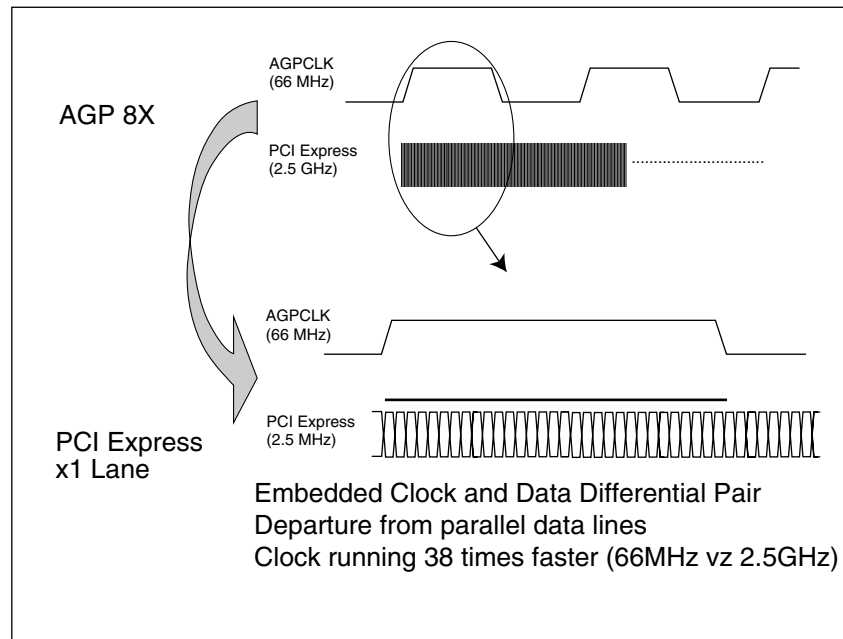 AGPCLK
(66 MHz)
AGP 8X
PCI Express
(2.5 GHz)
AGPCLK
(66 MHz)
PCI Express
(2.5 MHz)
PCI Express
x1 Lane
Embedded Clock and Data Differential Pair
Departure from parallel data lines
Clock running 38 times faster (66MHz vz 2.5GHz)